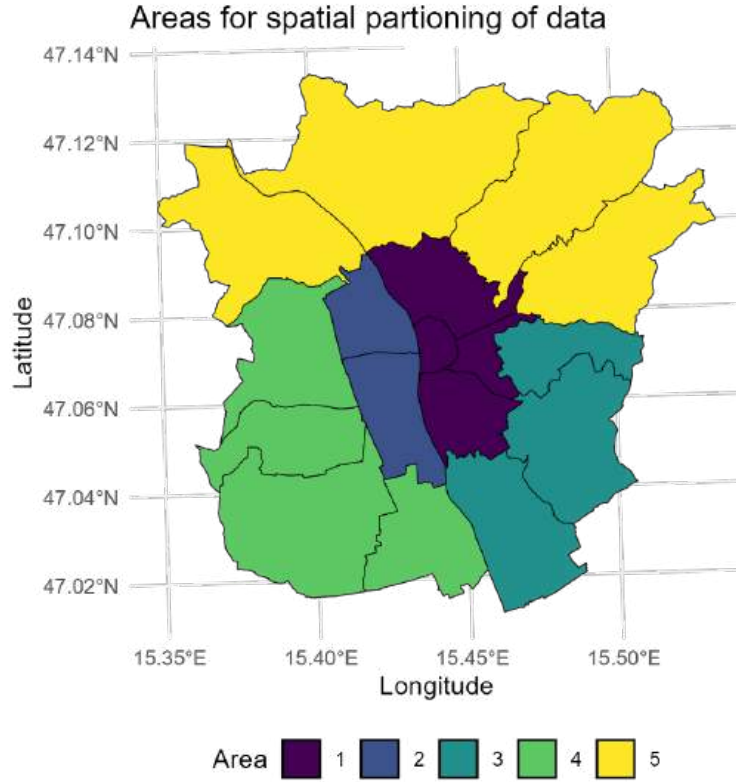 Areas for spatial partioning of data
47.14°N
47.12°N
47.10°N
47.08°N
47.06°N
47.04°N
47.02°N
Latitude
15.35°E 15.40°E 15.45°E 15.50°E
Longitude
Area 1 2 3 4 5